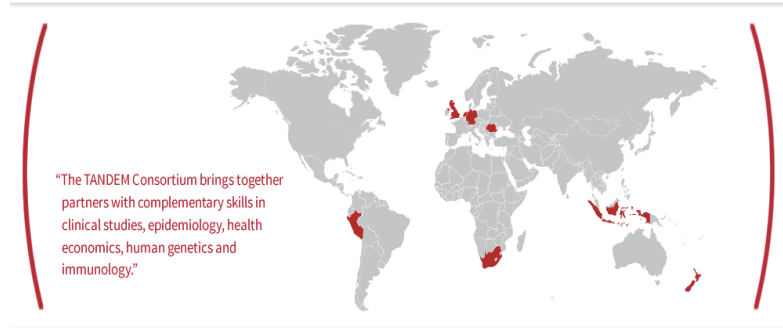 “The TANDEM Consortium brings together
partners with complementary skills in
clinical studies, epidemiology, health
economics, human genetics and
immunology.”